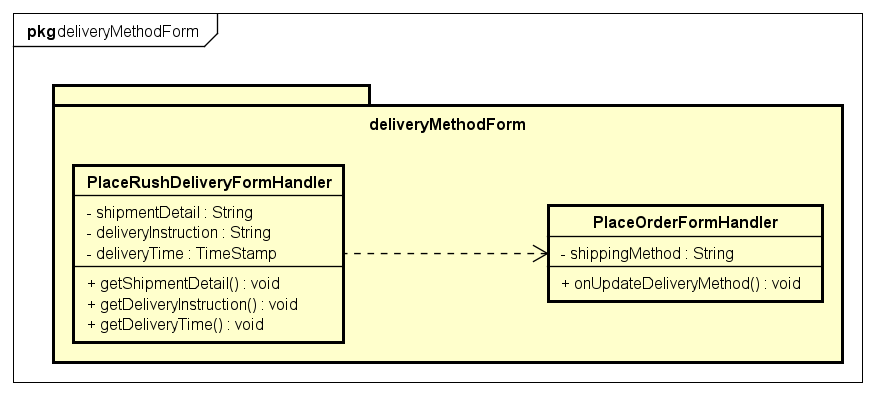 pkg deliveryMethodForm
deliveryMethodForm
PlaceRushDeliveryFormHandler
- shipmentDetail : String
- deliveryInstruction : String
- deliveryTime : TimeStamp
+ getShipmentDetail() : void
+ getDeliveryInstruction() : void
+ getDeliveryTime() : void
PlaceOrderFormHandler
- shippingMethod : String
+ onUpdateDeliveryMethod() : void